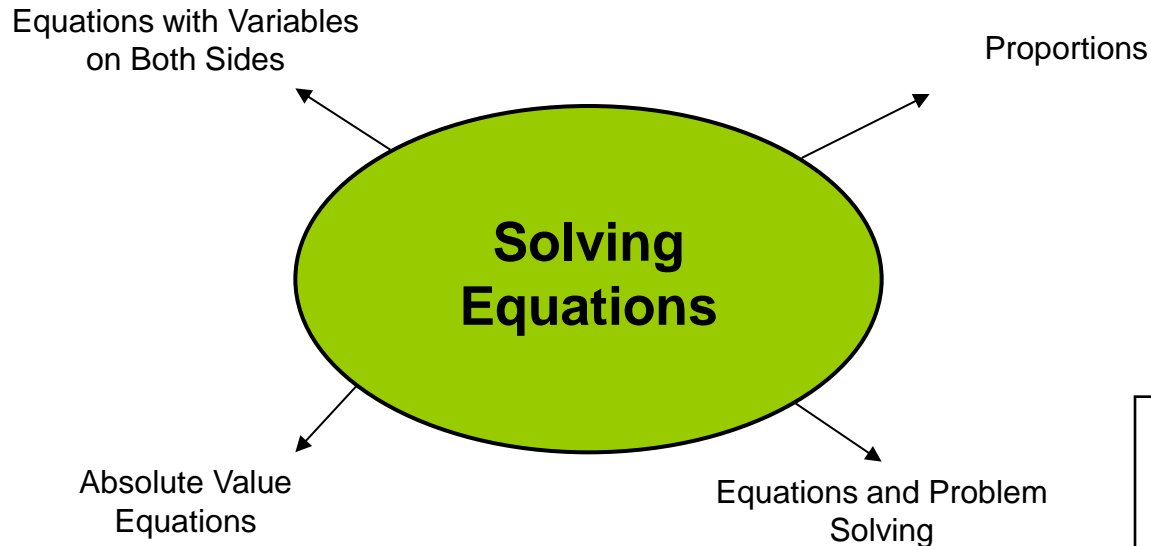 Equations with Variables
on Both Sides
Proportions
Solving
Equations
Absolute Value
Equations
Equations and Problem
Solving